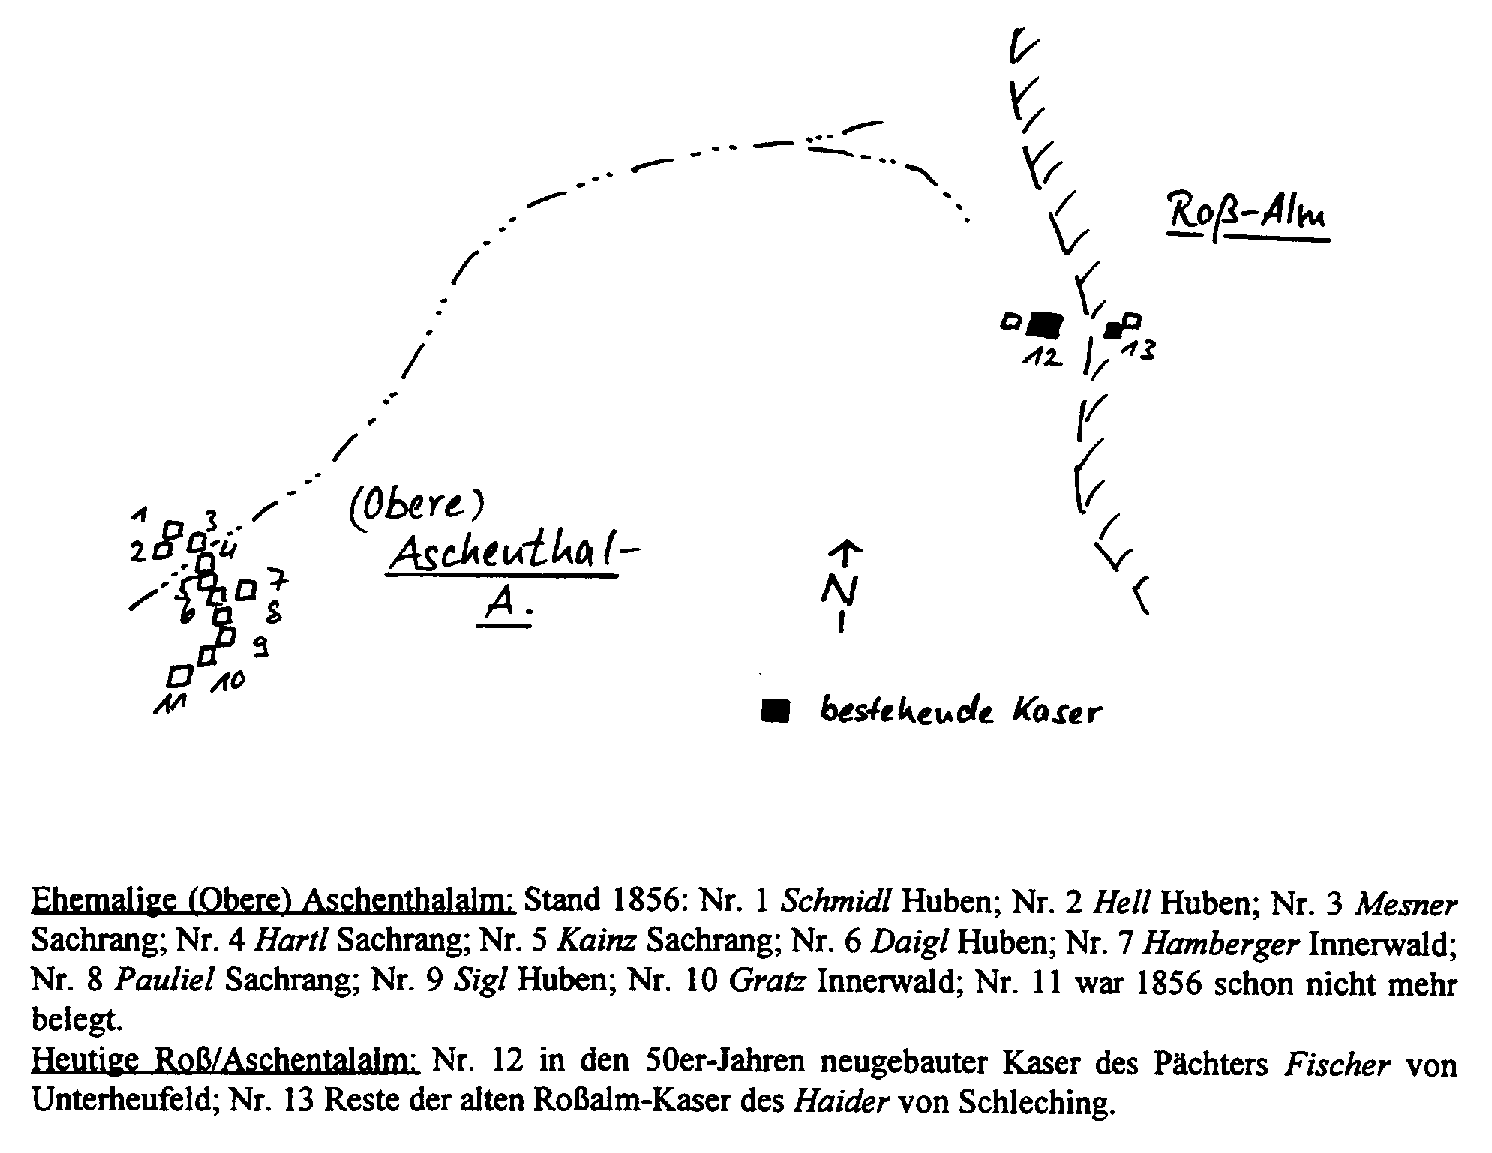 Roß-Alm
12
13
(Obere)
Aschenthal-
A.
1
2
3
4
5
6
7
8
9
10
11
N
bestehende Kaser
Ehemalige (Obere) Aschenthalalm: Stand 1856: Nr. 1 Schmidl Huben; Nr. 2 Hell Huben; Nr. 3 Mesner
Sachrang; Nr. 4 Hartl Sachrang; Nr. 5 Kainz Sachrang; Nr. 6 Daigl Huben; Nr. 7 Hamberger Innerwald;
Nr. 8 Pauliel Sachrang; Nr. 9 Sigl Huben; Nr. 10 Gratz Innerwald; Nr. 11 war 1856 schon nicht mehr
belegt.
Heutige Roß/Aschentalalm: Nr. 12 in den 50er-Jahren neugebauter Kaser des Pächters Fischer von
Unterheufeld; Nr. 13 Reste der alten Roßalm-Kaser des Haider von Schleching.